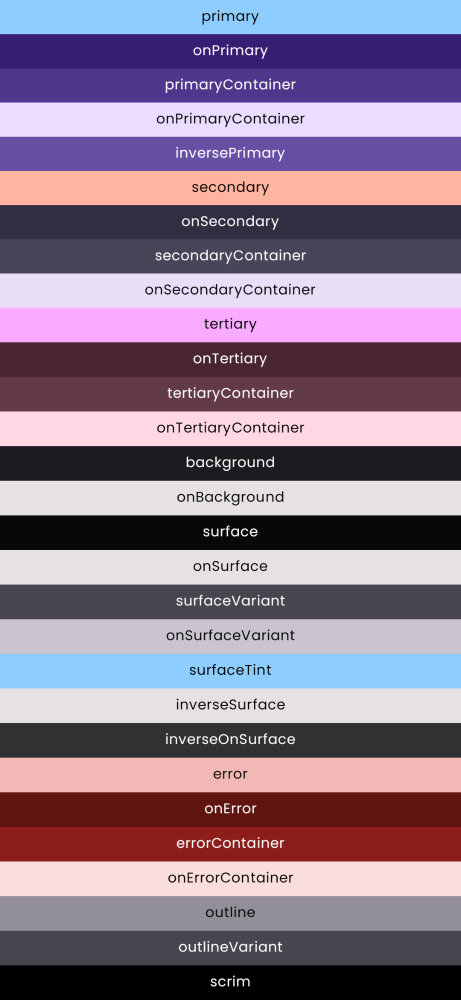 primary
onPrimary
primaryContainer
onPrimaryContainer
inversePrimary
secondary
onSecondary
secondaryContainer
onSecondaryContainer
tertiary
onTertiary
tertiaryContainer
onTertiaryContainer
background
onBackground
surface
onSurface
surfaceVariant
onSurfaceVariant
surfaceTint
inverseSurface
inverseOnSurface
error
onError
errorContainer
onErrorContainer
outline
outlineVariant
scrim